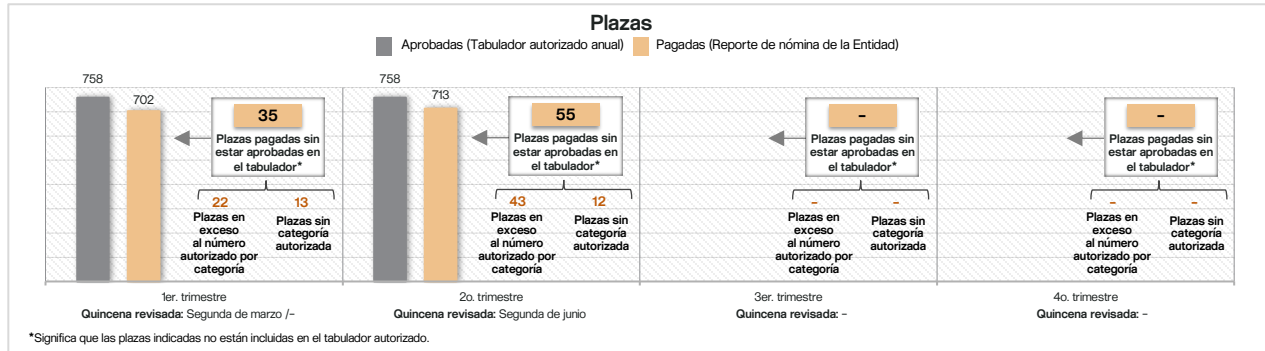 Plazas
Aprobadas (Tabulador autorizado anual)
Pagadas (Reporte de nómina de la Entidad)
758
702
35
Plazas pagadas sin
estar aprobadas en
el tabulador*
22
13
Plazas en
exceso
al número
autorizado por
categoría
Plazas sin
categoría
autorizada
758
713
55
Plazas pagadas sin
estar aprobadas en
el tabulador*
43
12
Plazas en
exceso
al número
autorizado por
categoría
Plazas sin
categoría
autorizada
–
Plazas pagadas sin
estar aprobadas en
el tabulador*
–
–
Plazas en
exceso
al número
autorizado por
categoría
Plazas sin
categoría
autorizada
–
Plazas pagadas sin
estar aprobadas en
el tabulador*
–
–
Plazas en
exceso
al número
autorizado por
categoría
Plazas sin
categoría
autorizada
1er. trimestre
Quincena revisada: Segunda de marzo /–
2o. trimestre
Quincena revisada: Segunda de junio
3er. trimestre
Quincena revisada: –
4o. trimestre
Quincena revisada: –
*Significa que las plazas indicadas no están incluidas en el tabulador autorizado.